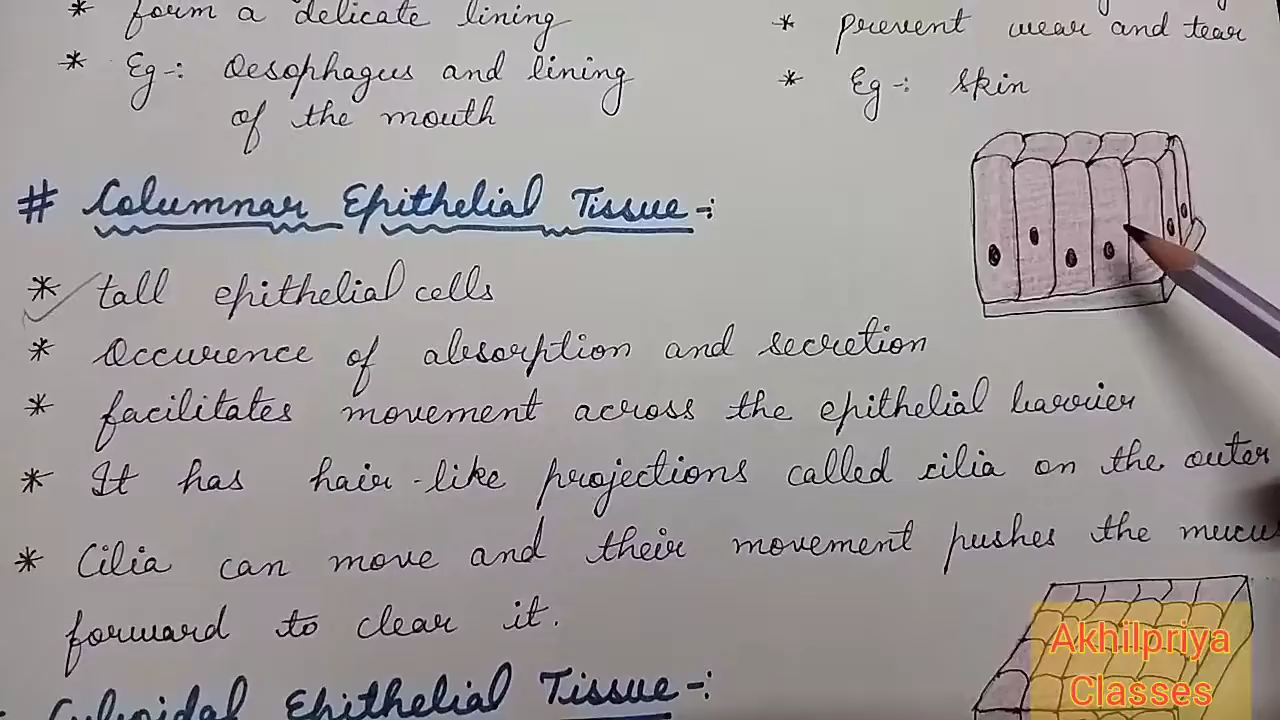 * form a delicate lining
* Eg-: Oesophagus and lining
of the mouth
prevent wear and tear
* Eg-: skin
# Columnar Epithelial Tissue-:
* tall epithelial cells
* Occurence of absorption and secretion
* facilitates movement across the epithelial barrier
* It has hair-like projections called cilia on the outer
* Cilia can move and their movement pushes the mucu
forward to clear it.
Cuboidal Epithelial Tissue-:
Akhilpriya
Classes